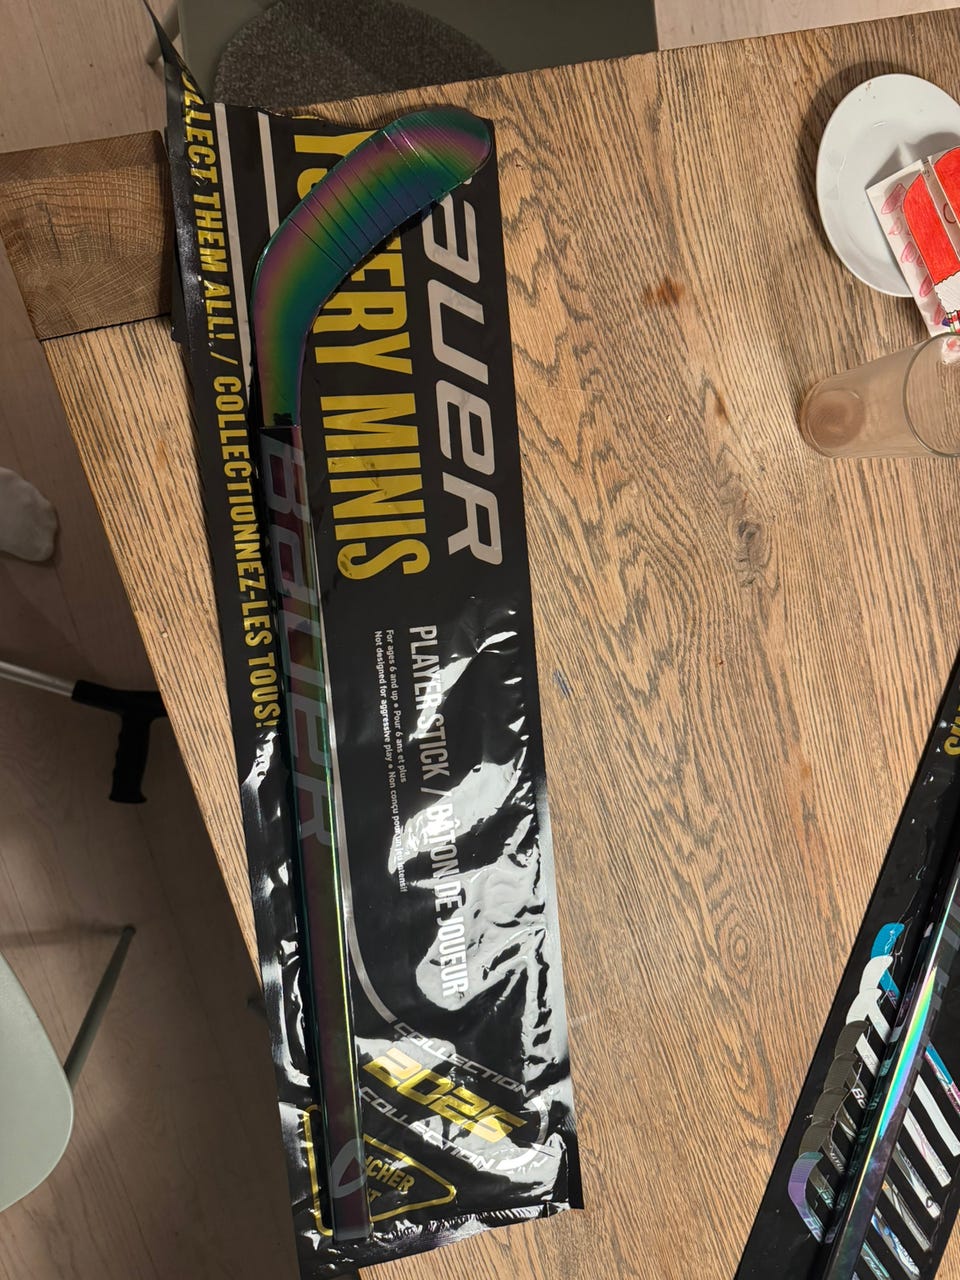 COLLECT THEM ALL! / COLLECTIONNEZ-LES TOUS!
BAUER
MYSTERY MINIS
PLAYER STICK / BÂTON DE JOUEUR
For ages 6 and up • Pour 6 ans et plus
Not designed for aggressive play • Non conçu pour un jeu intensif
COLLECTION
2025
COLLECTION
BAUER